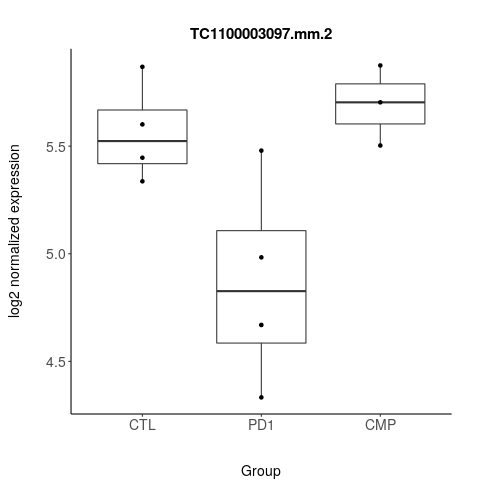 TC1100003097.mm.2
log2 normalized expression
5.5
5.0
4.5
CTL PD1 CMP
Group